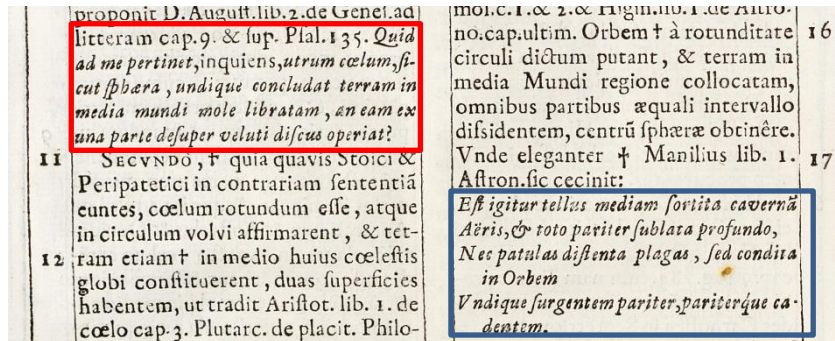 proponit D. August. lib. 2. de Genes. ad
litteram cap. 9. & sup. Psal. 135. Quid
ad me pertinet, inquiens, utrum cœlum, si-
cut sphæra, undique concludat terram in
media mundi mole libratam, an eam ex
una parte desuper veluti discus operiat?
11 SECVNDO, † quia quavis Stoici &
Peripatetici in contrariam sententiã
euntes, cœlum rotundum esse, atque
in circulum volvi affirmarent, & ter-
12 ram etiam † in medio huius cœlestis
globi constituerent, duas superficies
habentem, ut tradit Aristot. lib. 1. de
cœlo cap. 3. Plutarc. de placit. Philo-
mol. c. 1. & 2. & Higin. lib. 1. de Astro-
no. cap. ultim. Orbem † à rotunditate 16
circuli dictum putant, & terram in
media Mundi regione collocatam,
omnibus partibus æquali intervallo
dissidentem, centrũ sphæræ obtinêre.
Vnde eleganter † Manilius lib. 1. 17
Astron. sic cecinit:
Est igitur tellus mediam sortita cavernã
Aëris, & toto pariter sublata profundo,
Nec patulas distenta plagas, sed condita
in Orbem
Vndique surgentem pariter, pariterque ca-
dentem.